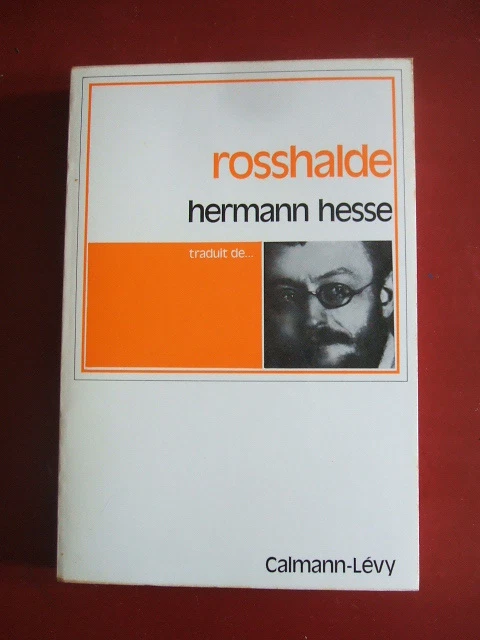 rosshalde
hermann hesse
traduit de...
Calmann-Lévy